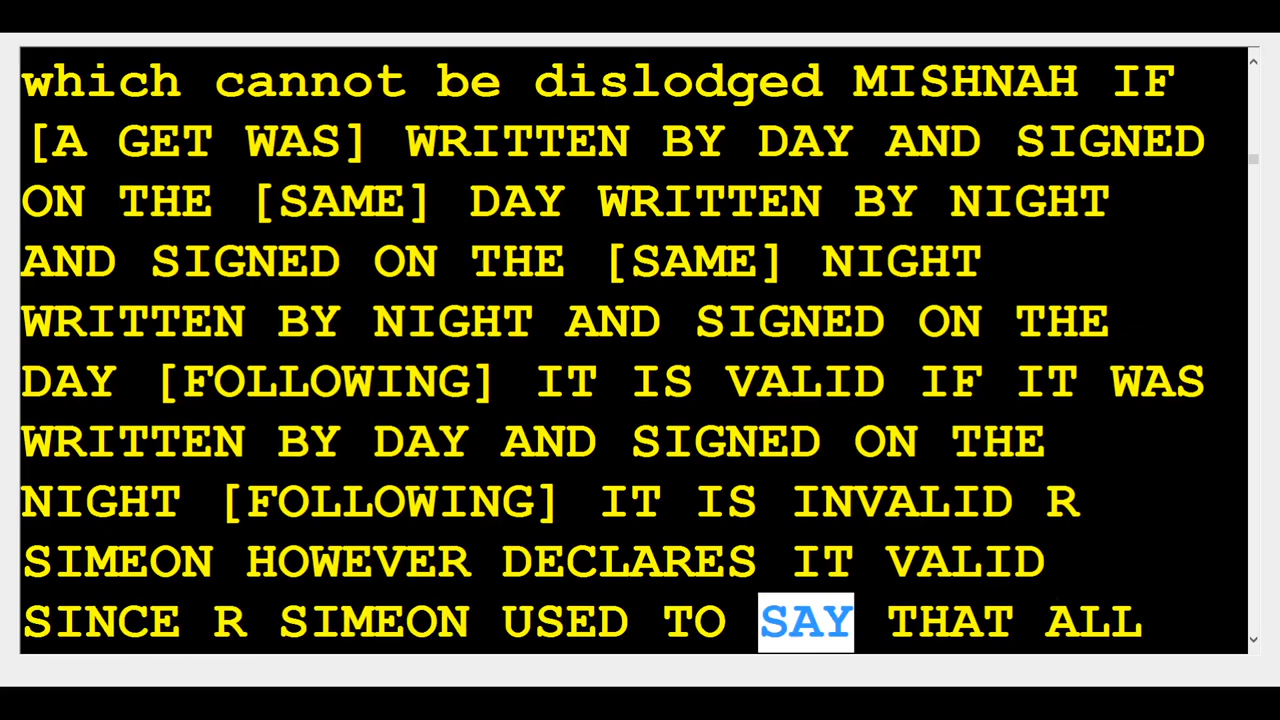 which cannot be dislodged MISHNAH IF
[A GET WAS] WRITTEN BY DAY AND SIGNED
ON THE [SAME] DAY WRITTEN BY NIGHT
AND SIGNED ON THE [SAME] NIGHT
WRITTEN BY NIGHT AND SIGNED ON THE
DAY [FOLLOWING] IT IS VALID IF IT WAS
WRITTEN BY DAY AND SIGNED ON THE
NIGHT [FOLLOWING] IT IS INVALID R
SIMEON HOWEVER DECLARES IT VALID
SINCE R SIMEON USED TO SAY THAT ALL